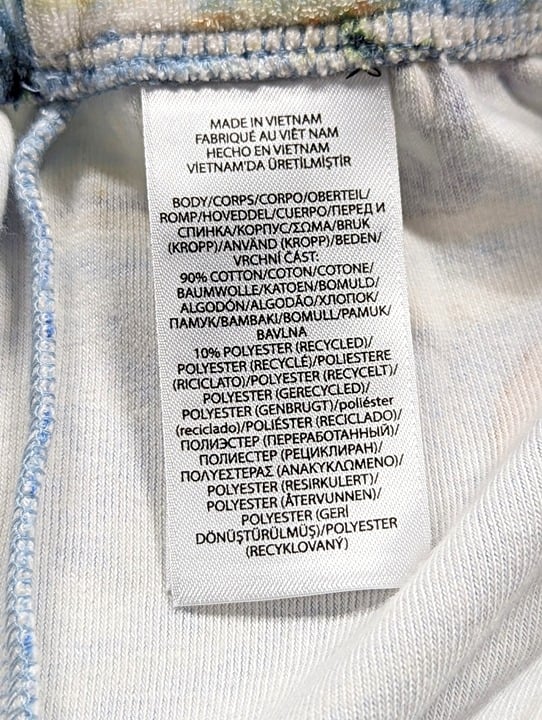 MADE IN VIETNAM
FABRIQUÉ AU VIÊT NAM
HECHO EN VIETNAM
VIETNAM'DA ÜRETİLMİŞTİR
BODY/CORPS/CORPO/OBERTEIL/
ROMP/HOVEDDEL/CUERPO/ПЕРЕД И
СПИНКА/КОРПУС/ΣΩΜΑ/BRUK
(KROPP)/ANVÄND (KROPP)/BEDEN/
VRCHNÍ ČÁST:
90% COTTON/COTON/COTONE/
BAUMWOLLE/KATOEN/BOMULD/
ALGODÓN/ALGODÃO/ХЛОПОК/
ПАМУК/BAMBAKI/BOMULL/PAMUK/
BAVLNA
10% POLYESTER (RECYCLED)/
POLYESTER (RECYCLÉ)/POLIESTERE
(RICICLATO)/POLYESTER (RECYCELT)/
POLYESTER (GERECYCLED)/
POLYESTER (GENBRUGT)/poliéster
(reciclado)/POLIÉSTER (RECICLADO)/
ПОЛИЭСТЕР (ПЕРЕРАБОТАННЫЙ)/
ПОЛИЕСТЕР (РЕЦИКЛИРАН)/
ΠΟΛΥΕΣΤΕΡΑΣ (ΑΝΑΚΥΚΛΩΜΕΝΟ)/
POLYESTER (RESIRKULERT)/
POLYESTER (ÅTERVUNNEN)/
POLYESTER (GERİ
DÖNÜŞTÜRÜLMÜŞ)/POLYESTER
(RECYKLOVANÝ)